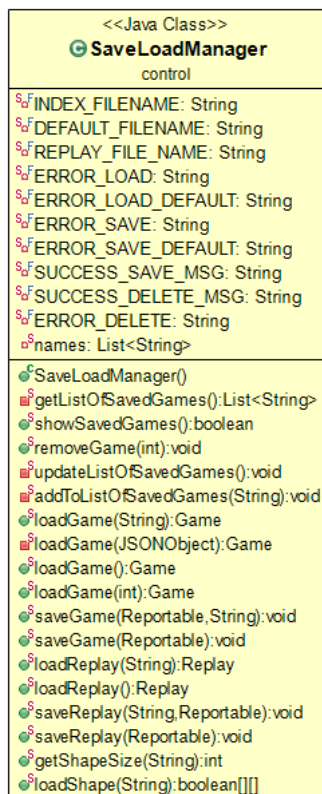 <<Java Class>>
SaveLoadManager
control
INDEX_FILENAME: String
DEFAULT_FILENAME: String
REPLAY_FILE_NAME: String
ERROR_LOAD: String
ERROR_LOAD_DEFAULT: String
ERROR_SAVE: String
ERROR_SAVE_DEFAULT: String
SUCCESS_SAVE_MSG: String
SUCCESS_DELETE_MSG: String
ERROR_DELETE: String
names: List<String>
SaveLoadManager()
getListOfSavedGames():List<String>
showSavedGames():boolean
removeGame(int):void
updateListOfSavedGames():void
addToListOfSavedGames(String):void
loadGame(String):Game
loadGame(JSONObject):Game
loadGame():Game
loadGame(int):Game
saveGame(Reportable,String):void
saveGame(Reportable):void
loadReplay(String):Replay
loadReplay():Replay
saveReplay(String,Reportable):void
saveReplay(Reportable):void
getShapeSize(String):int
loadShape(String):boolean[][]